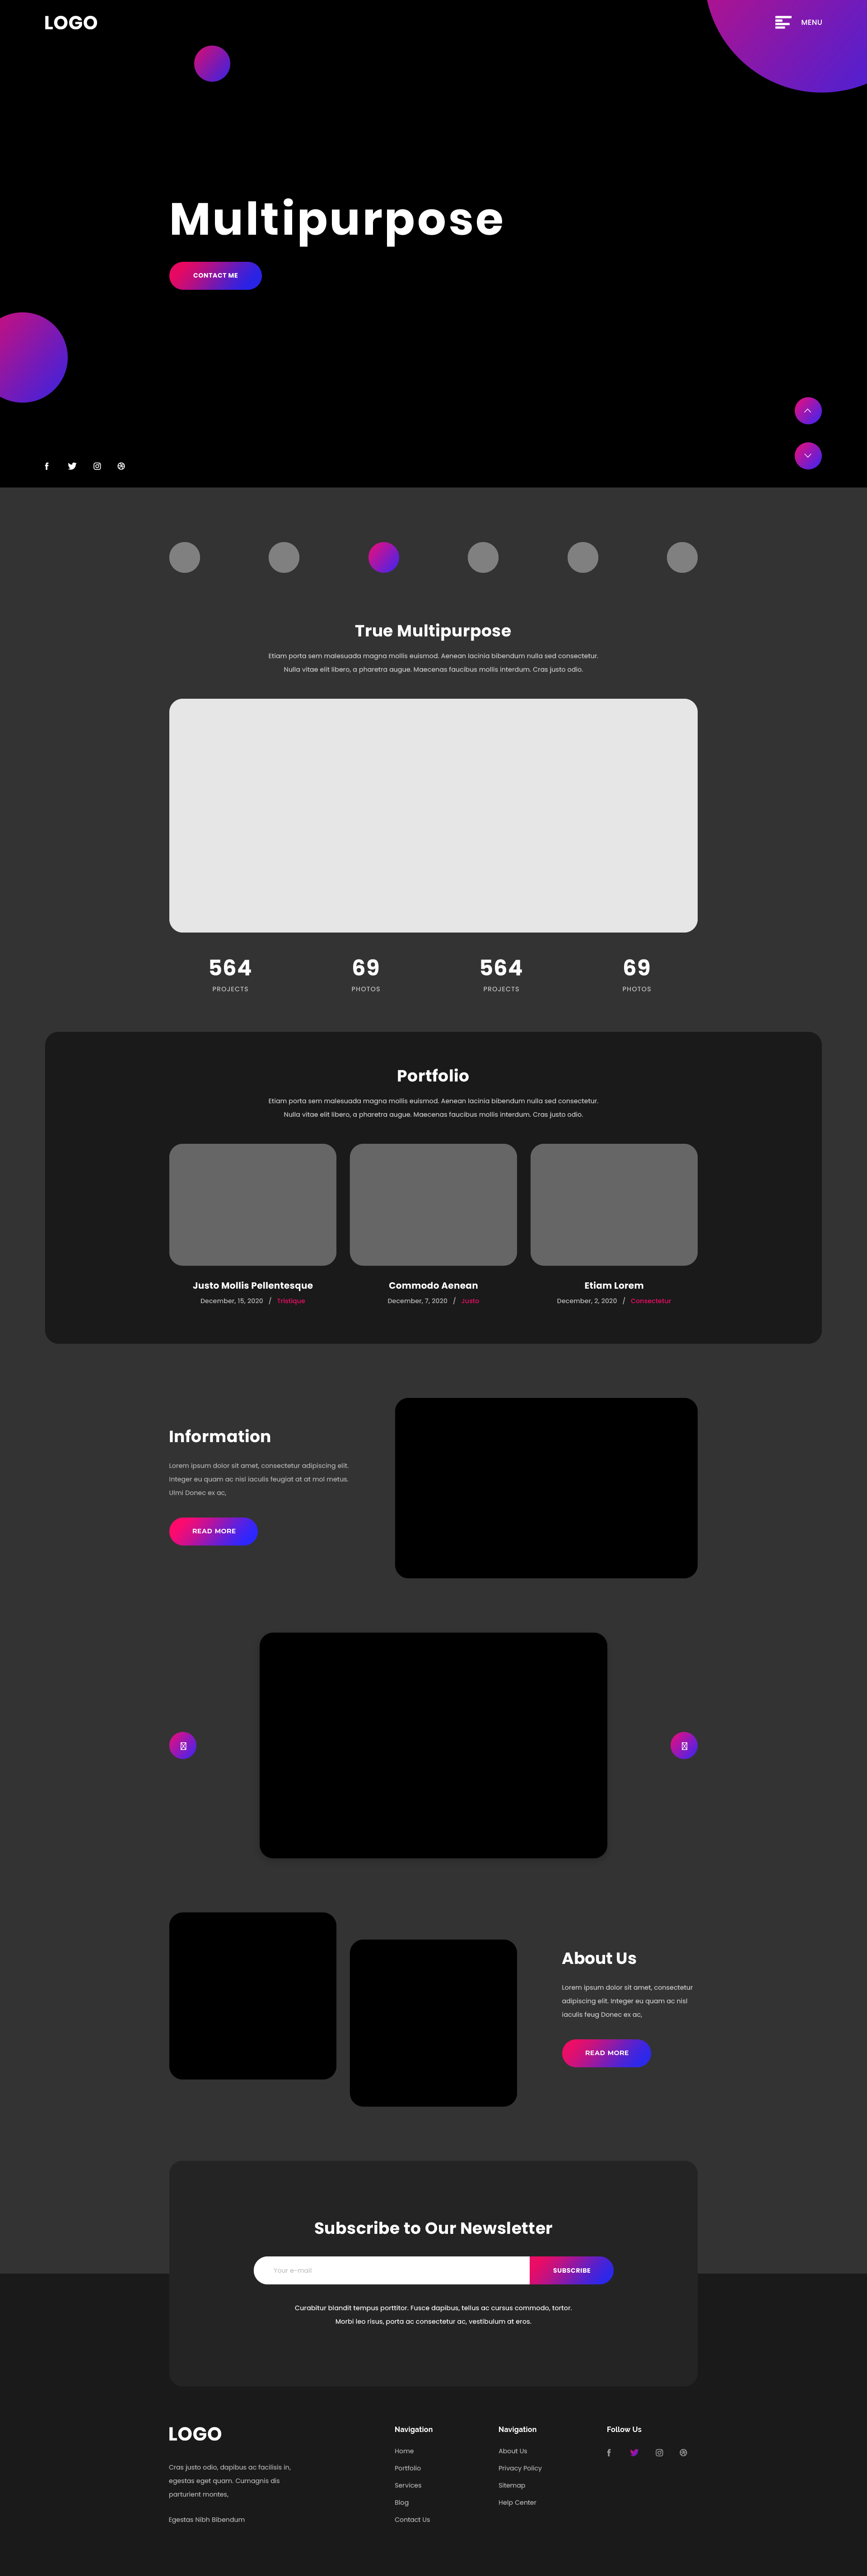 LOGO
MENU
Multipurpose
CONTACT ME
True Multipurpose
Etiam porta sem malesuada magna mollis euismod. Aenean lacinia bibendum nulla sed consectetur.
Nulla vitae elit libero, a pharetra augue. Maecenas faucibus mollis interdum. Cras justo odio.
564
PROJECTS
69
PHOTOS
564
PROJECTS
69
PHOTOS
Portfolio
Etiam porta sem malesuada magna mollis euismod. Aenean lacinia bibendum nulla sed consectetur.
Nulla vitae elit libero, a pharetra augue. Maecenas faucibus mollis interdum. Cras justo odio.
Justo Mollis Pellentesque
December, 15, 2020 / Tristique
Commodo Aenean
December, 7, 2020 / Justo
Etiam Lorem
December, 2, 2020 / Consectetur
Information
Lorem ipsum dolor sit amet, consectetur adipiscing elit.
Integer eu quam ac nisl iaculis feugiat at at mol metus.
Ulmi Donec ex ac,
READ MORE
About Us
Lorem ipsum dolor sit amet, consectetur
adipiscing elit. Integer eu quam ac nisl
iaculis feug Donec ex ac,
READ MORE
Subscribe to Our Newsletter
Your e-mail
SUBSCRIBE
Curabitur blandit tempus porttitor. Fusce dapibus, tellus ac cursus commodo, tortor.
Morbi leo risus, porta ac consectetur ac, vestibulum at eros.
LOGO
Cras justo odio, dapibus ac facilisis in,
egestas eget quam. Curnagnis dis
parturient montes,
Egestas Nibh Bibendum
Navigation
Home
Portfolio
Services
Blog
Contact Us
Navigation
About Us
Privacy Policy
Sitemap
Help Center
Follow Us